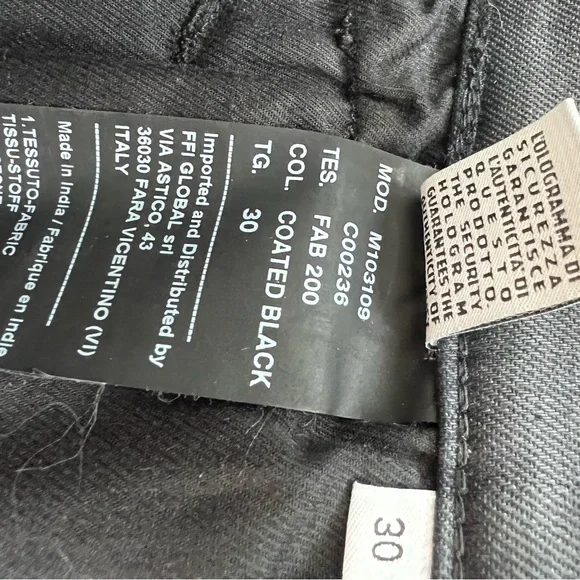 MOD. M103109
C00236
TES. FAB 200
COL. COATED BLACK
TG. 30
Imported and Distributed by
FFI GLOBAL srl
VIA ASTICO, 43
36030 FARA VICENTINO (VI)
ITALY
Made in India / Fabrique en Inde
1.TESSUTO-FABRIC
TISSU-STOFF
L'OLOGRAMMA DI
SICUREZZA
GARANTISCE
L'AUTENTICITÀ DI
QUESTO
PRODOTTO.
THE SECURITY
HOLOGRAM
GUARANTEES THE
30